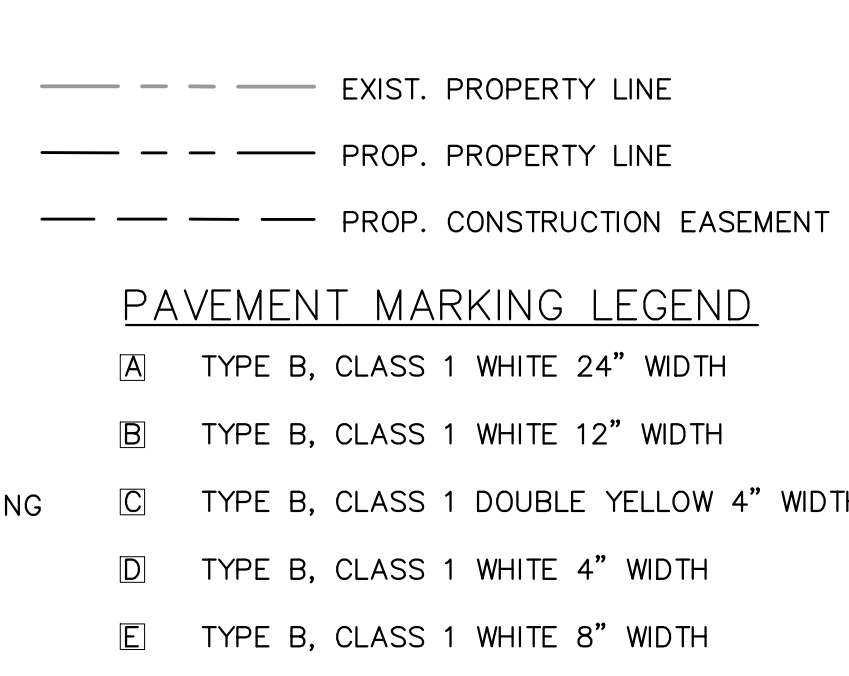 EXIST. PROPERTY LINE
PROP. PROPERTY LINE
PROP. CONSTRUCTION EASEMENT
PAVEMENT MARKING LEGEND
A TYPE B, CLASS 1 WHITE 24” WIDTH
B TYPE B, CLASS 1 WHITE 12” WIDTH
NG C TYPE B, CLASS 1 DOUBLE YELLOW 4”
D TYPE B, CLASS 1 WHITE 4” WIDTH
E TYPE B, CLASS 1 WHITE 8” WIDTH